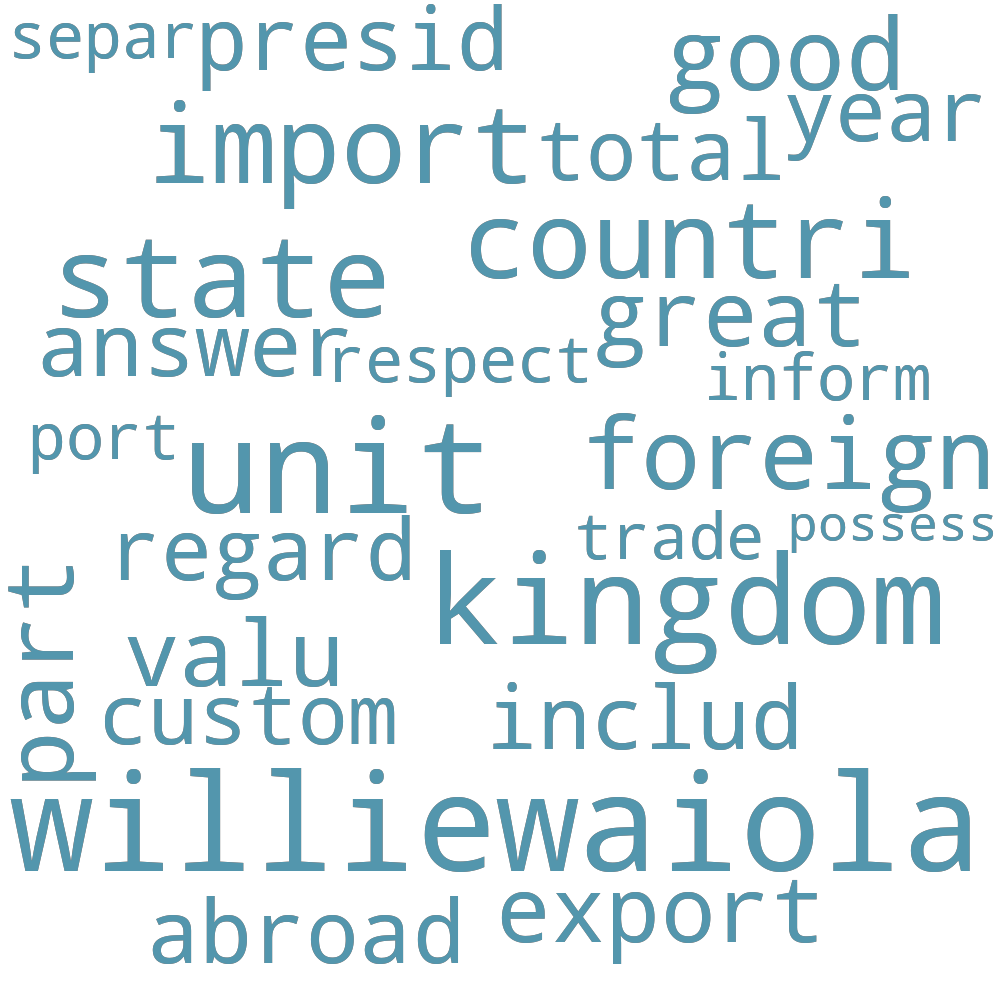 separ presid good
year
import total
countri
state
great
answer respect
inform
port unit foreign
possess
regard trade
kingdom
part
valu
custom includ
williewaiola
export
abroad